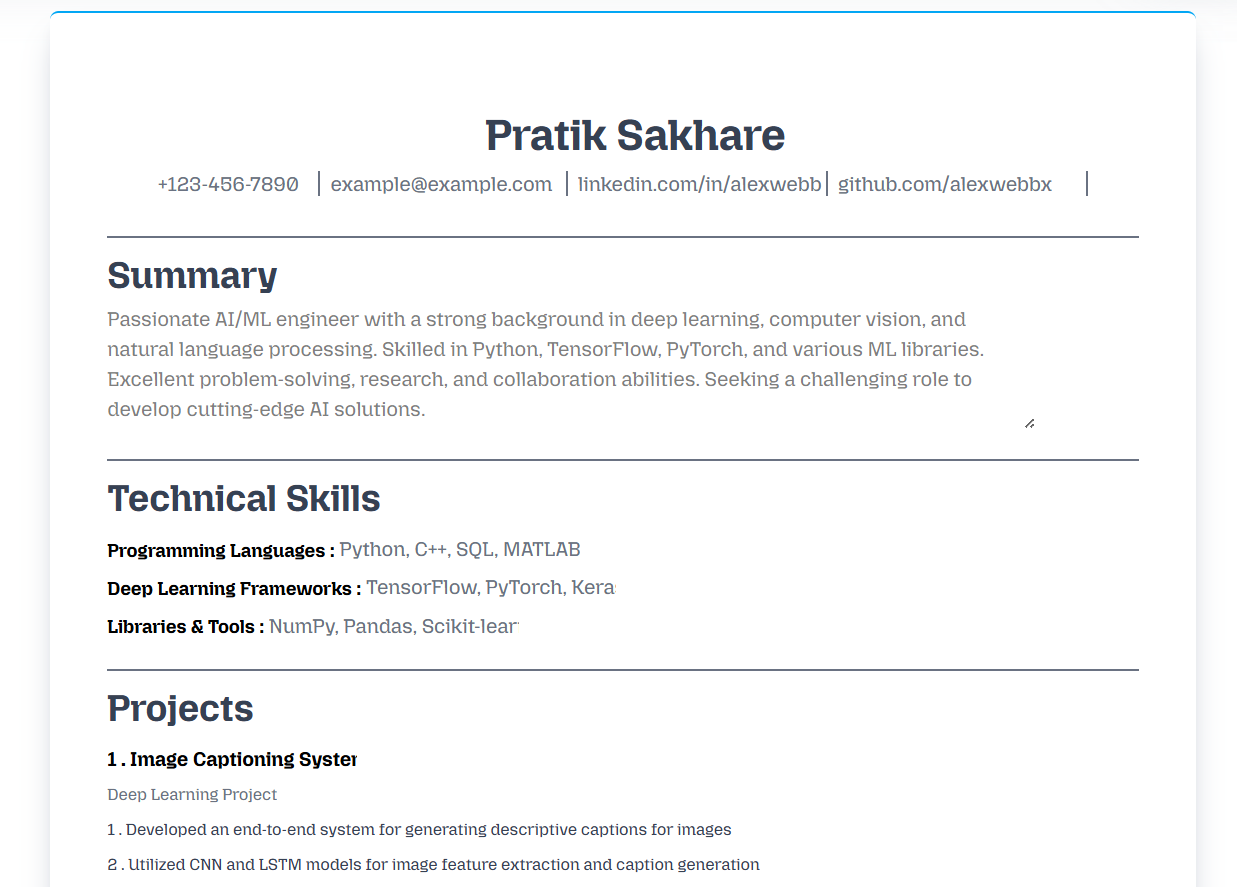 Pratik Sakhare
+123-456-7890 | example@example.com | linkedin.com/in/alexwebb | github.com/alexwebbx |
Summary
Passionate AI/ML engineer with a strong background in deep learning, computer vision, and
natural language processing. Skilled in Python, TensorFlow, PyTorch, and various ML libraries.
Excellent problem-solving, research, and collaboration abilities. Seeking a challenging role to
develop cutting-edge AI solutions.
Technical Skills
Programming Languages : Python, C++, SQL, MATLAB
Deep Learning Frameworks : TensorFlow, PyTorch, Kera
Libraries & Tools : NumPy, Pandas, Scikit-lear
Projects
1 . Image Captioning Syste
Deep Learning Project
1 . Developed an end-to-end system for generating descriptive captions for images
2 . Utilized CNN and LSTM models for image feature extraction and caption generation